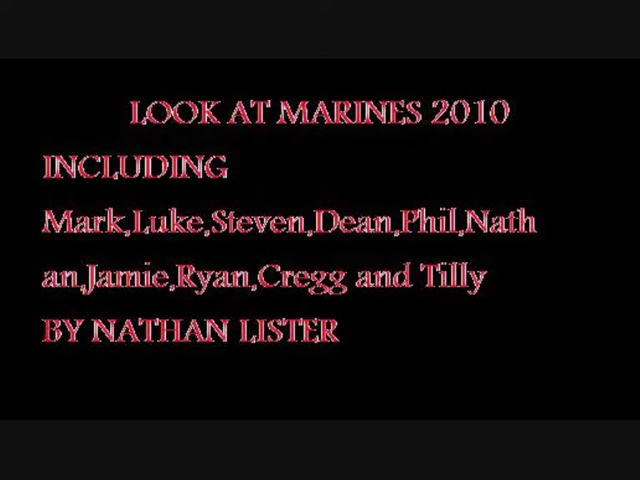 LOOK AT MARINES 2010
INCLUDING
Mark,Luke,Steven,Dean,Phil,Nath
an,Jamie,Ryan,Cregg and Tilly
BY NATHAN LISTER